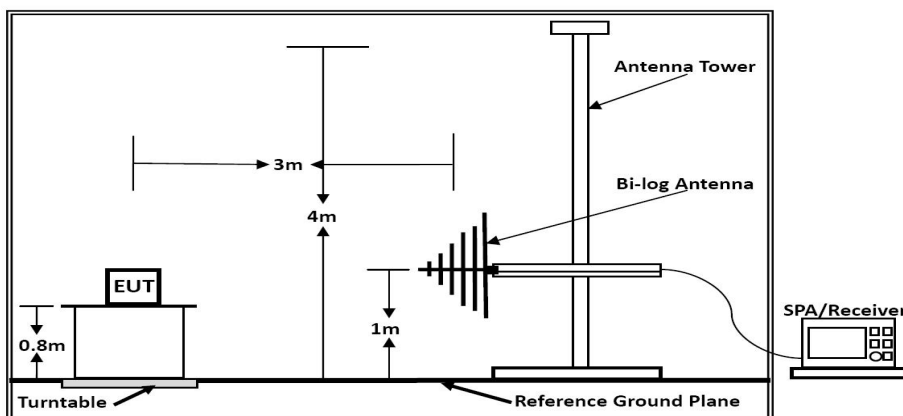 Antenna Tower
3m
Bi-log Antenna
4m
EUT
SPA/Receiver
0.8m
1m
Turntable
Reference Ground Plane